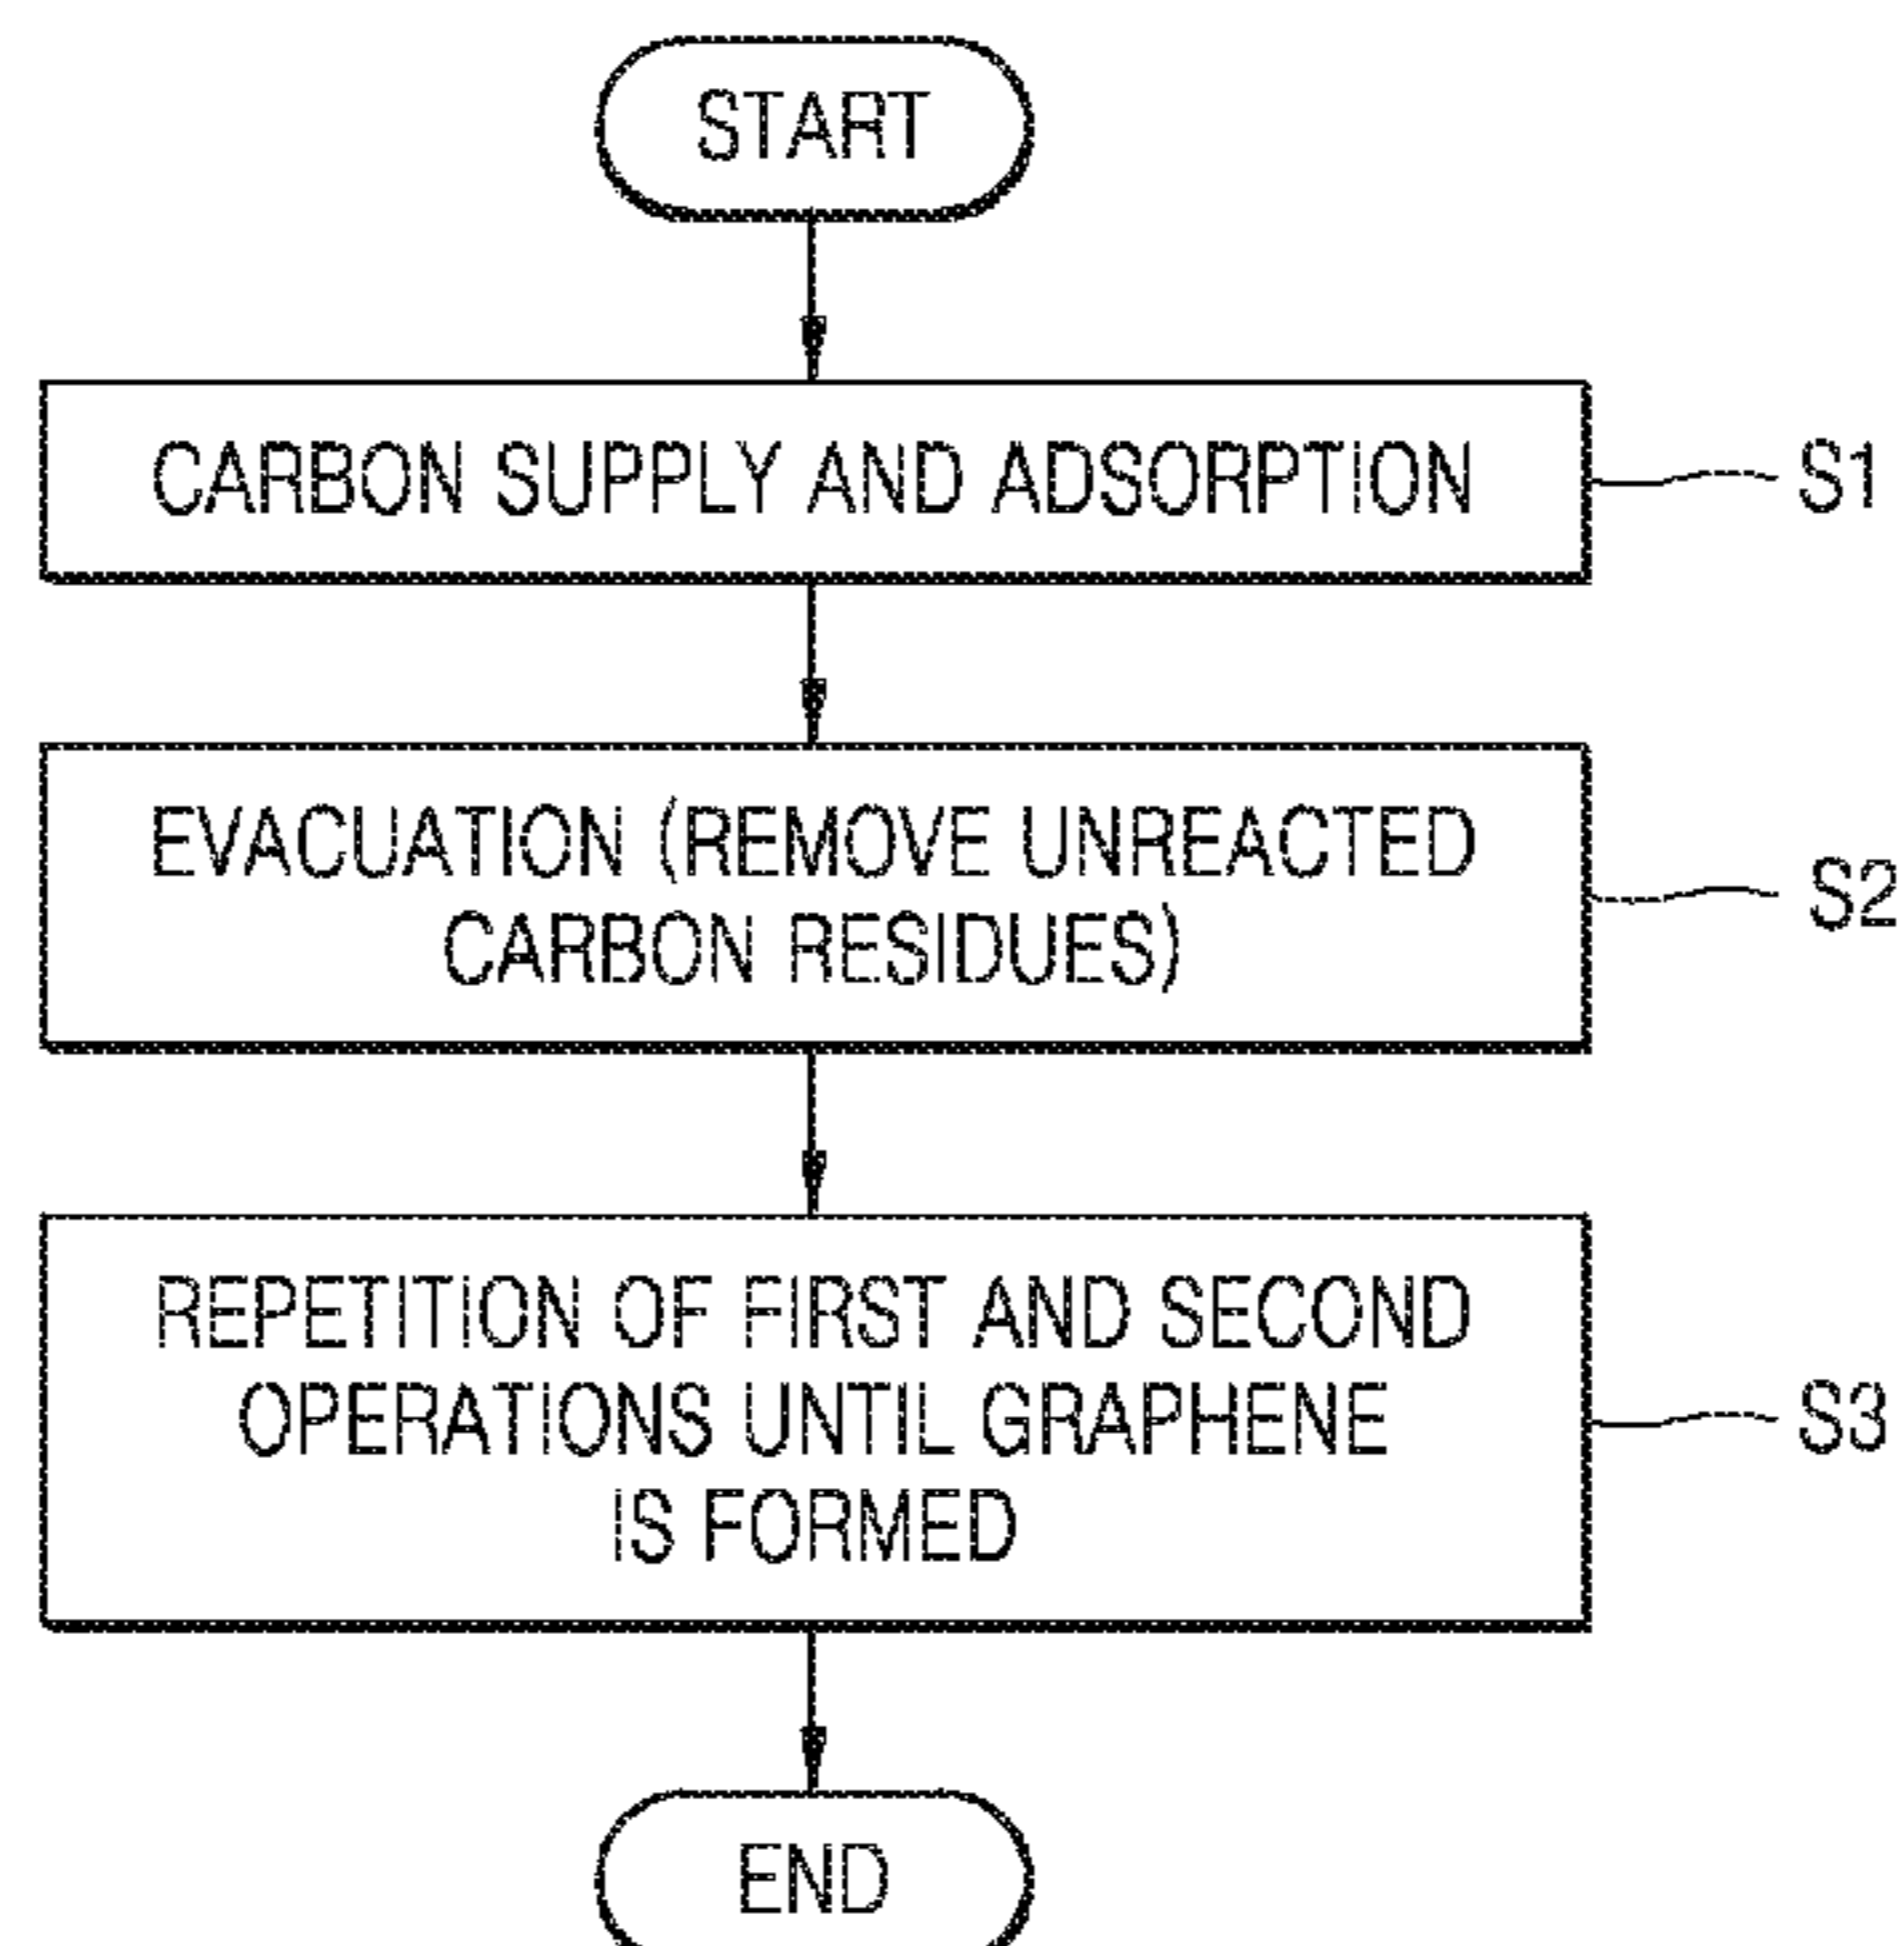 START
CARBON SUPPLY AND ADSORPTION
S1
EVACUATION (REMOVE UNREACTED
CARBON RESIDUES)
S2
REPETITION OF FIRST AND SECOND
OPERATIONS UNTIL GRAPHENE
IS FORMED
S3
END